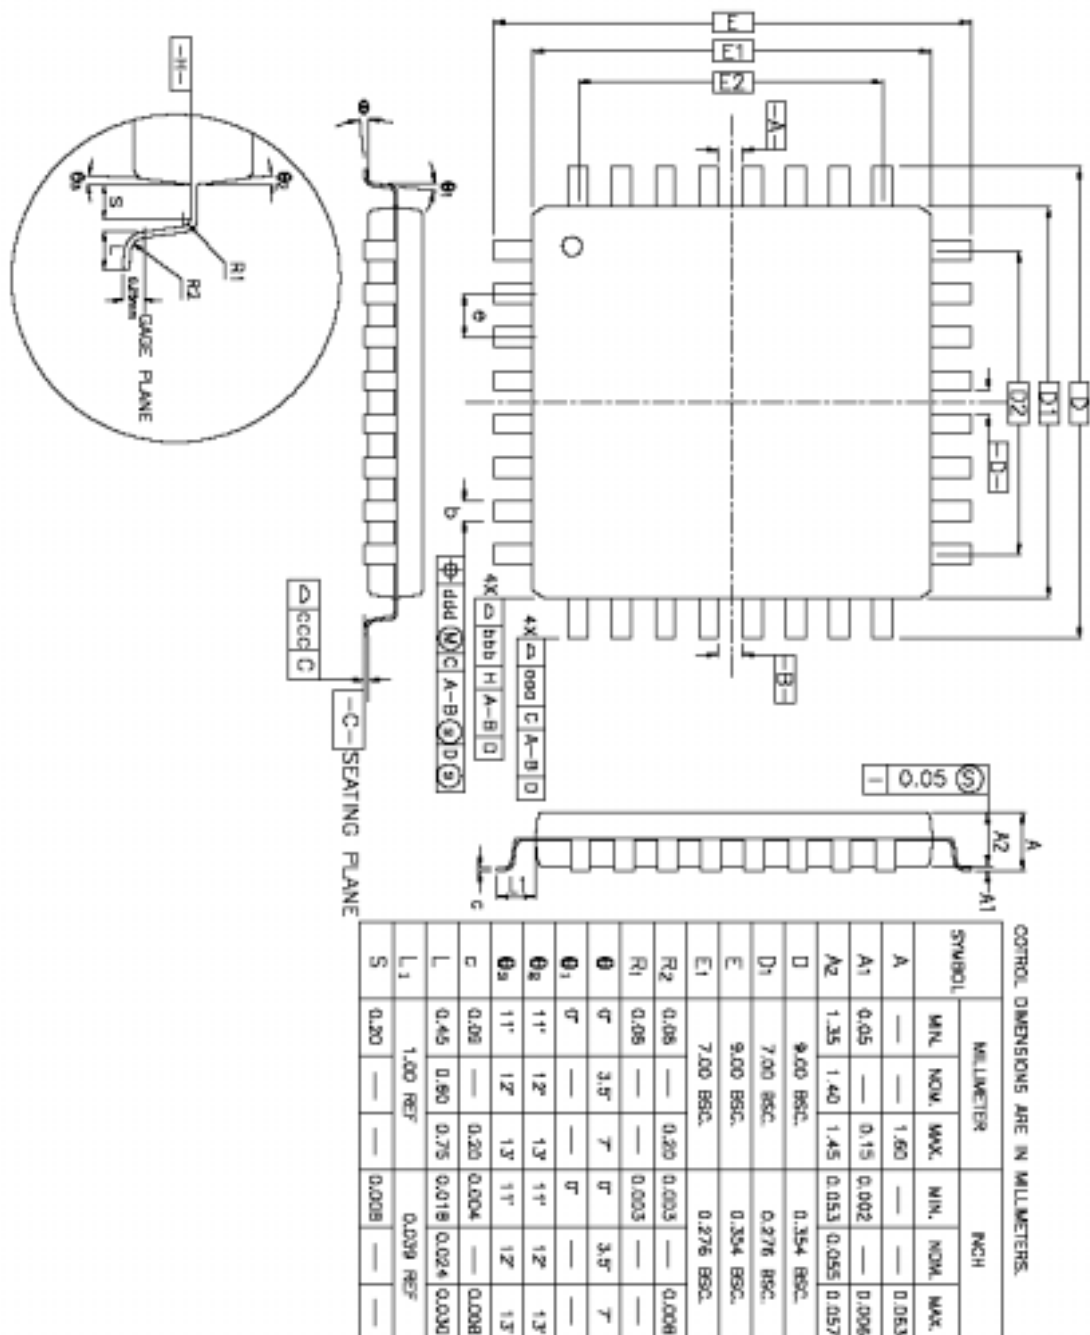 E
E1
E2
-A-
D
D1
D2
-D-
-B-
e
b
-H-
θ
θ1
θ2
θ3
S
L
R1
R2
0.25mm
GAGE PLANE
⌓ ccc C
-C- SEATING PLANE
⌖ ddd Ⓜ C A-B Ⓢ D Ⓢ
4X ⌓ bbb H A-B D
4X ⌓ aaa C A-B D
— 0.05 Ⓢ
A
A2
A1
L1
c
COTROL DIMENSIONS ARE IN MILLIMETERS.
SYMBOL MILLIMETER INCH
MIN. NOM. MAX. MIN. NOM. MAX.
A — — 1.60 — — 0.063
A1 0.05 — 0.15 0.002 — 0.006
A2 1.35 1.40 1.45 0.053 0.055 0.057
D 9.00 BSC. 0.354 BSC.
D1 7.00 BSC. 0.276 BSC.
E 9.00 BSC. 0.354 BSC.
E1 7.00 BSC. 0.276 BSC.
R2 0.08 — 0.20 0.003 — 0.008
R1 0.08 — — 0.003 — —
θ 0° 3.5° 7° 0° 3.5° 7°
θ1 0° — — 0° — —
θ2 11° 12° 13° 11° 12° 13°
θ3 11° 12° 13° 11° 12° 13°
c 0.09 — 0.20 0.004 — 0.008
L 0.45 0.60 0.75 0.018 0.024 0.030
L1 1.00 REF 0.039 REF
S 0.20 — — 0.008 — —